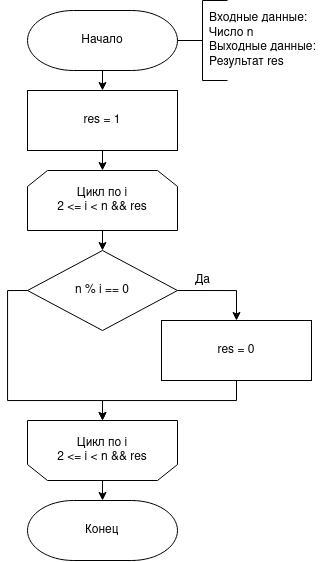 Начало
Входные данные:
Число n
Выходные данные:
Результат res
res = 1
Цикл по i
2 <= i < n && res
n % i == 0
Да
res = 0
Цикл по i
2 <= i < n && res
Конец